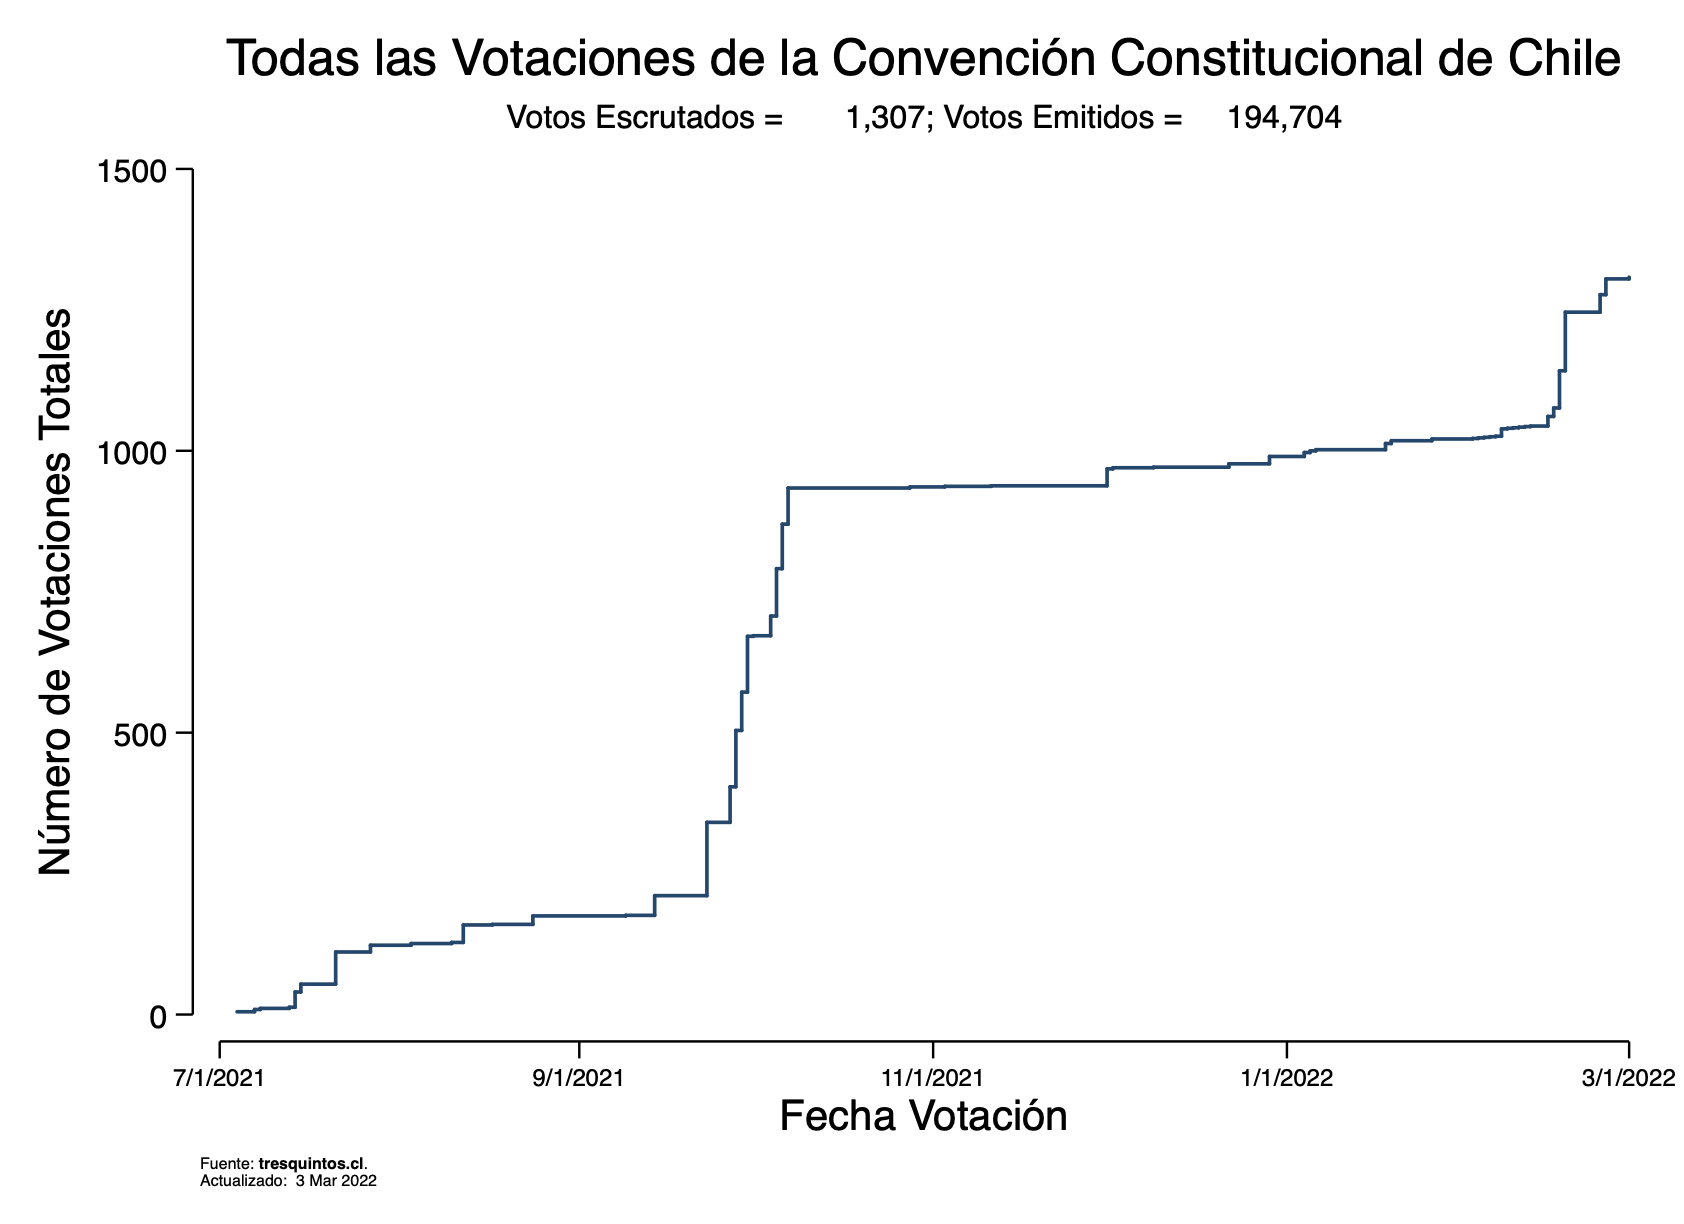 Todas las Votaciones de la Convención Constitucional de Chile
Votos Escrutados = 1,307; Votos Emitidos = 194,704
Número de Votaciones Totales
1500
1000
500
0
7/1/2021 9/1/2021 11/1/2021 1/1/2022 3/1/2022
Fecha Votación
Fuente: tresquintos.cl.
Actualizado: 3 Mar 2022